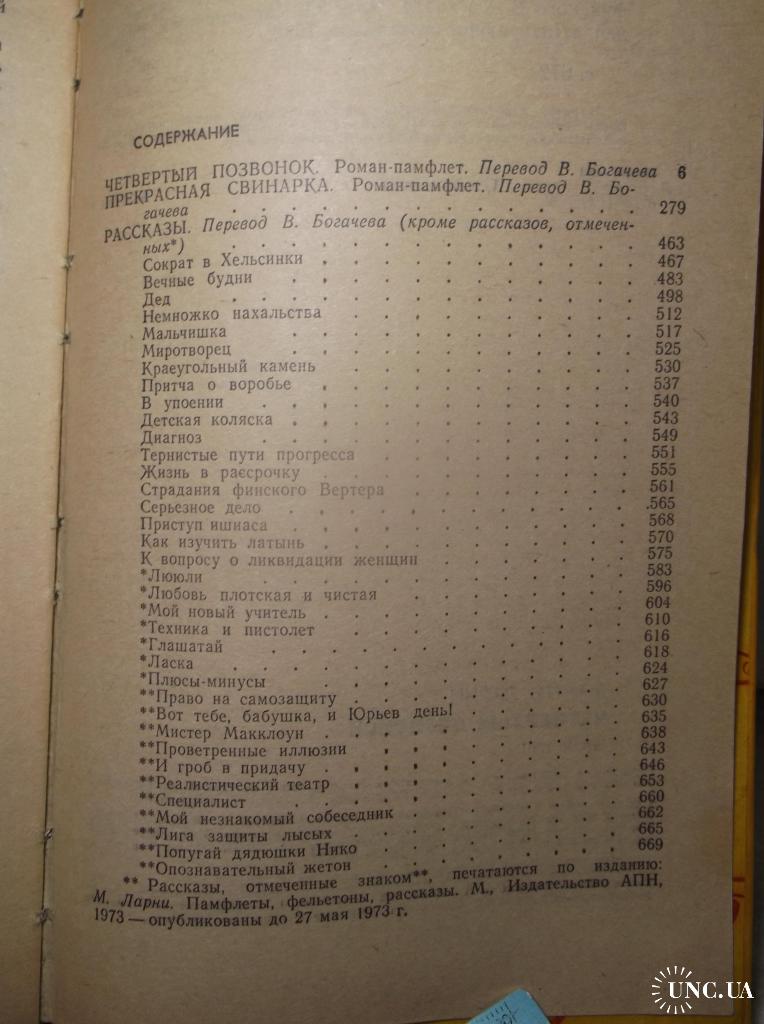 СОДЕРЖАНИЕ
ЧЕТВЕРТЫЙ ПОЗВОНОК. Роман-памфлет. Перевод В. Богачева 6
ПРЕКРАСНАЯ СВИНАРКА. Роман-памфлет. Перевод В. Бо-
гачева 279
РАССКАЗЫ. Перевод В. Богачева (кроме рассказов, отмечен-
ных*) 463
Сократ в Хельсинки 467
Вечные будни 483
Дед 498
Немножко нахальства 512
Мальчишка 517
Миротворец 525
Краеугольный камень 530
Притча о воробье 537
В упоении 540
Детская коляска 543
Диагноз 549
Тернистые пути прогресса 551
Жизнь в рассрочку 555
Страдания финского Вертера 561
Серьезное дело 565
Приступ ишиаса 568
Как изучить латынь 570
К вопросу о ликвидации женщин 575
*Лююли 583
*Любовь плотская и чистая 596
*Мой новый учитель 604
*Техника и пистолет 610
*Глашатай 616
*Ласка 618
*Плюсы-минусы 624
**Право на самозащиту 627
**Вот тебе, бабушка, и Юрьев день! 630
**Мистер Макклоун 635
**Проветренные иллюзии 638
**И гроб в придачу 643
**Реалистический театр 646
**Специалист 653
**Мой незнакомый собеседник 660
**Лига защиты лысых 662
**Попугай дядюшки Нико 665
**Опознавательный жетон 669
** Рассказы, отмеченные знаком**, печатаются по изданию:
М. Ларни. Памфлеты, фельетоны, рассказы. М., Издательство АПН,
1973 — опубликованы до 27 мая 1973 г.
UNC.UA